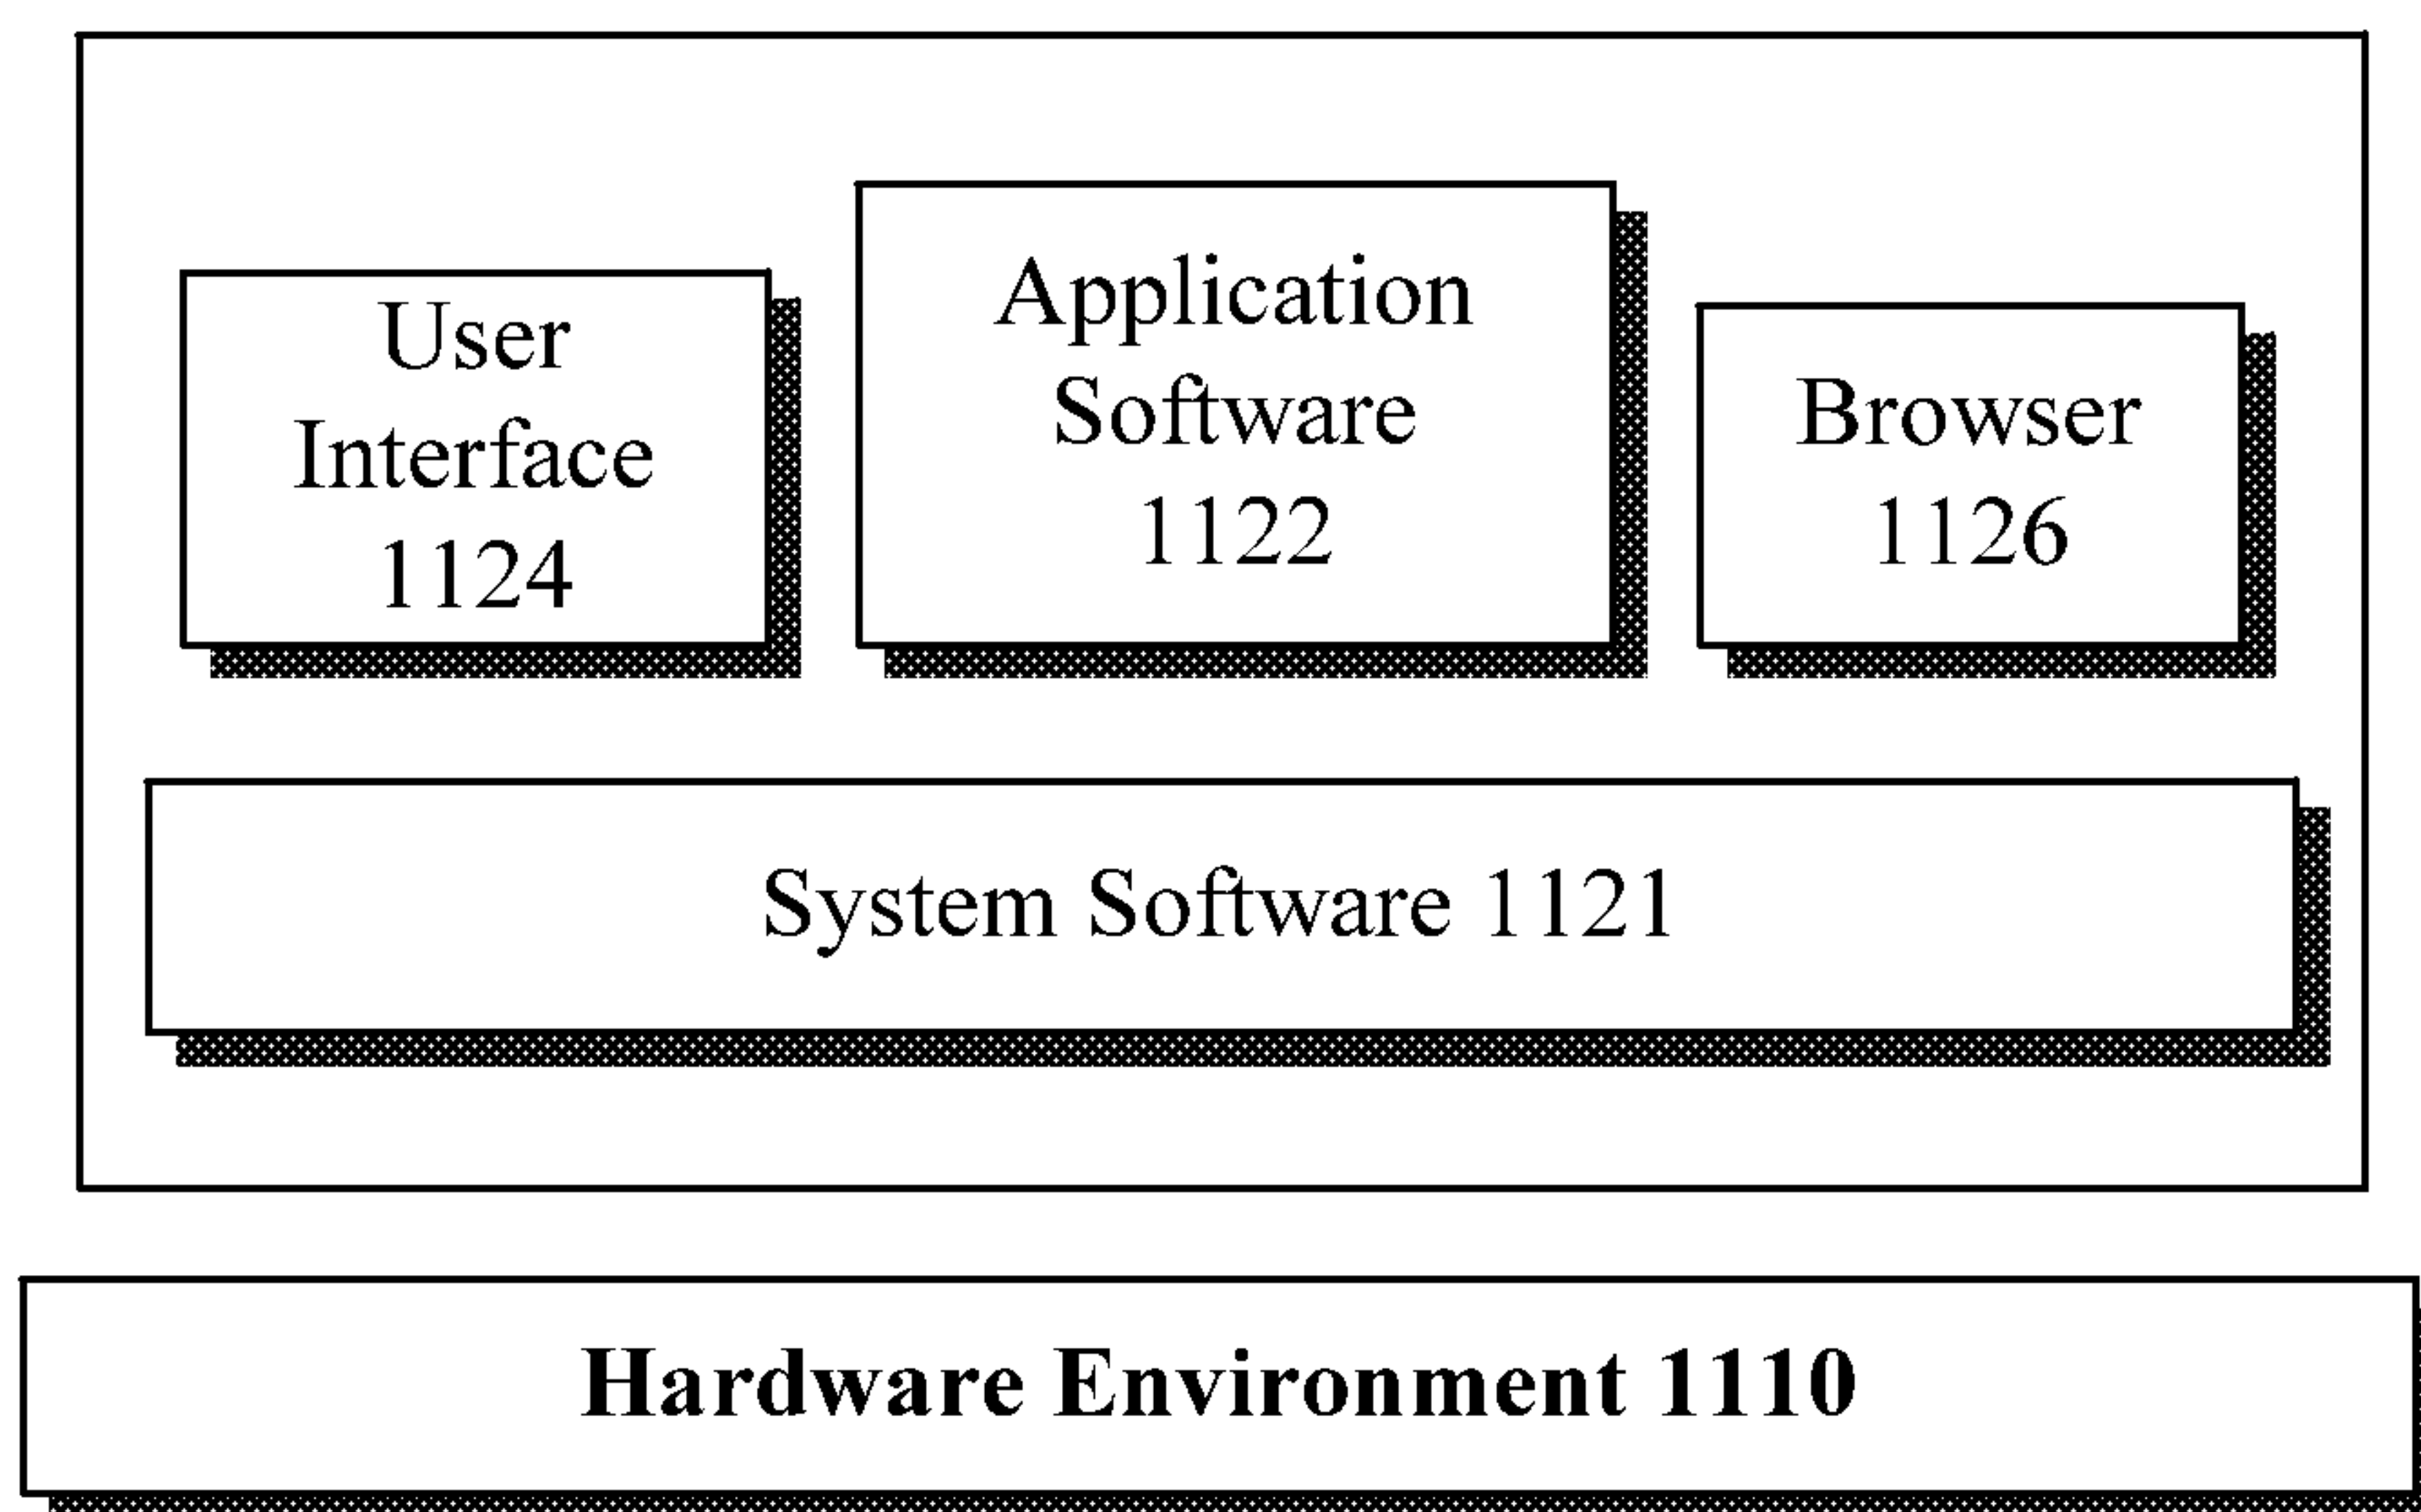 User
Interface
1124
Application
Software
1122
Browser
1126
System Software 1121
Hardware Environment 1110